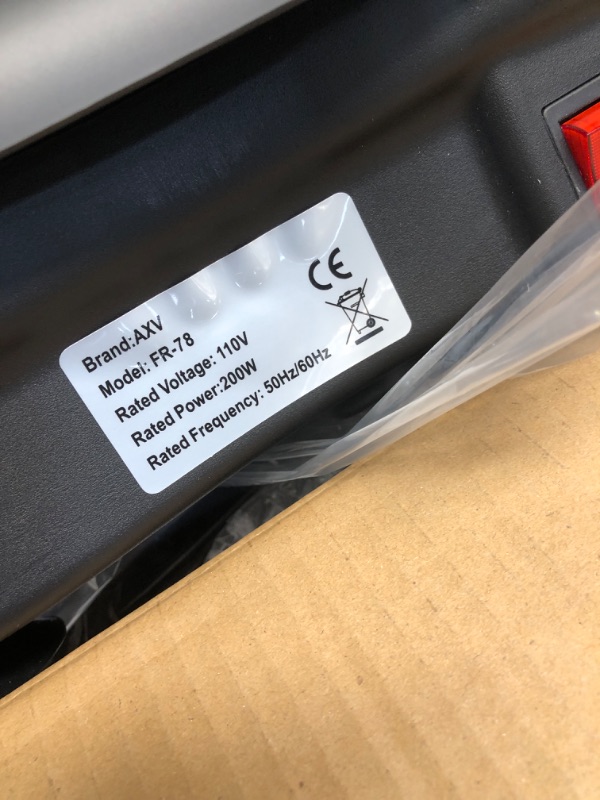 Brand:AXV
Model: FR-78
Rated Voltage: 110V
Rated Power:200W
Rated Frequency: 50Hz/60Hz
CE